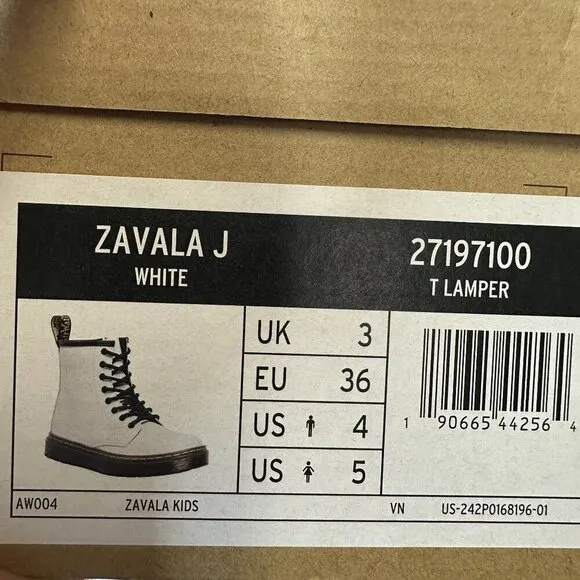 ZAVALA J
WHITE
27197100
T LAMPER
UK 3
EU 36
US 4
US 5
1 90665 44256 4
AW004
ZAVALA KIDS
VN
US-242P0168196-01